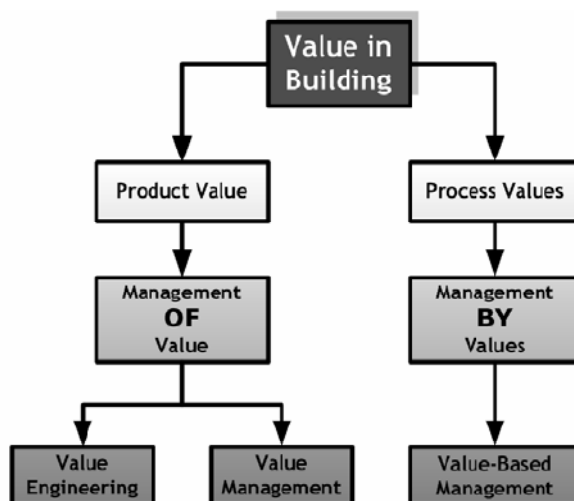 Value in
Building
Product Value
Process Values
Management
OF
Value
Management
BY
Values
Value
Engineering
Value
Management
Value-Based
Management